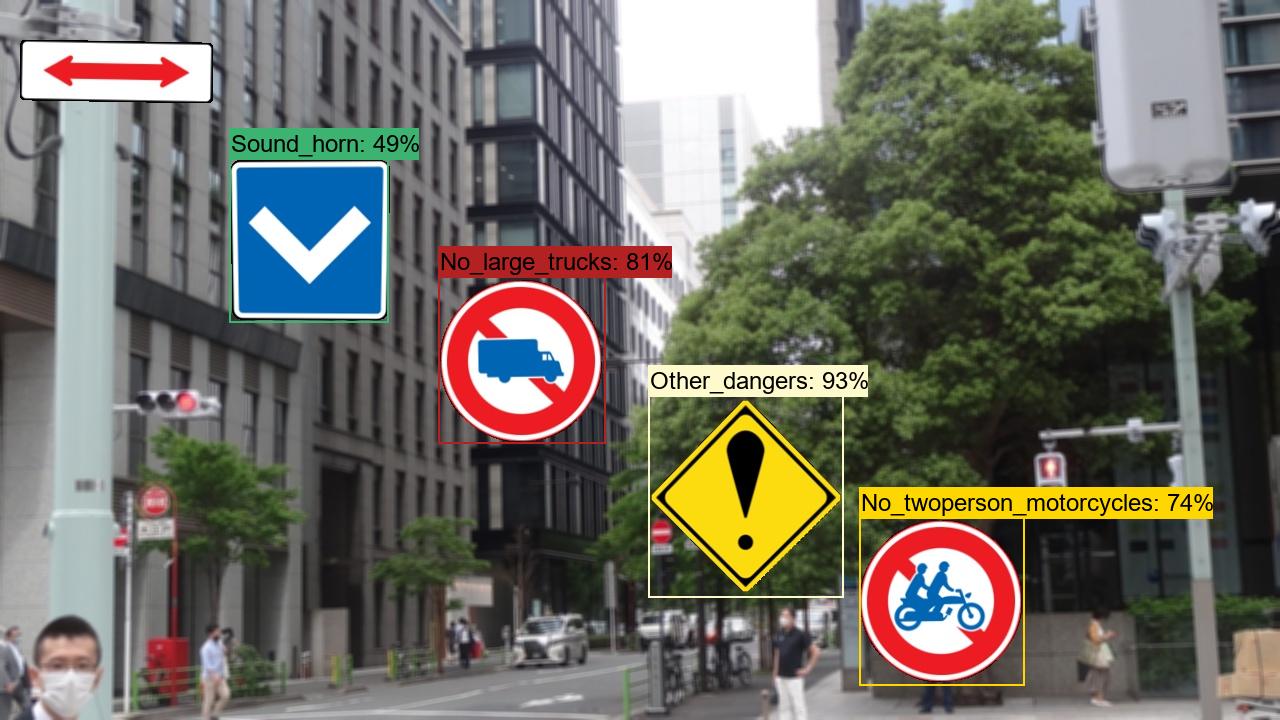 Sound_horn: 49%
No_large_trucks: 81%
Other_dangers: 93%
No_twoperson_motorcycles: 74%